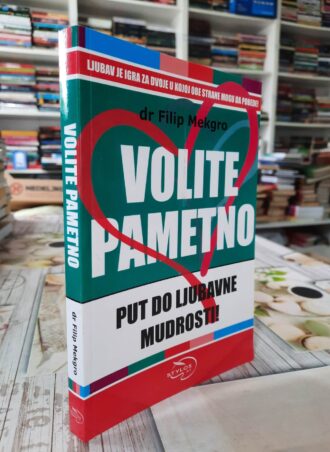 LJUBAV JE IGRA ZA DVOJE U KOJOJ OBE STRANE MOGU DA POBEDE!
dr Filip Mekgro
VOLITE
PAMETNO
PUT DO LJUBAVNE
MUDROSTI!
STYLOS
VOLITE PAMETNO
dr Filip Mekgro